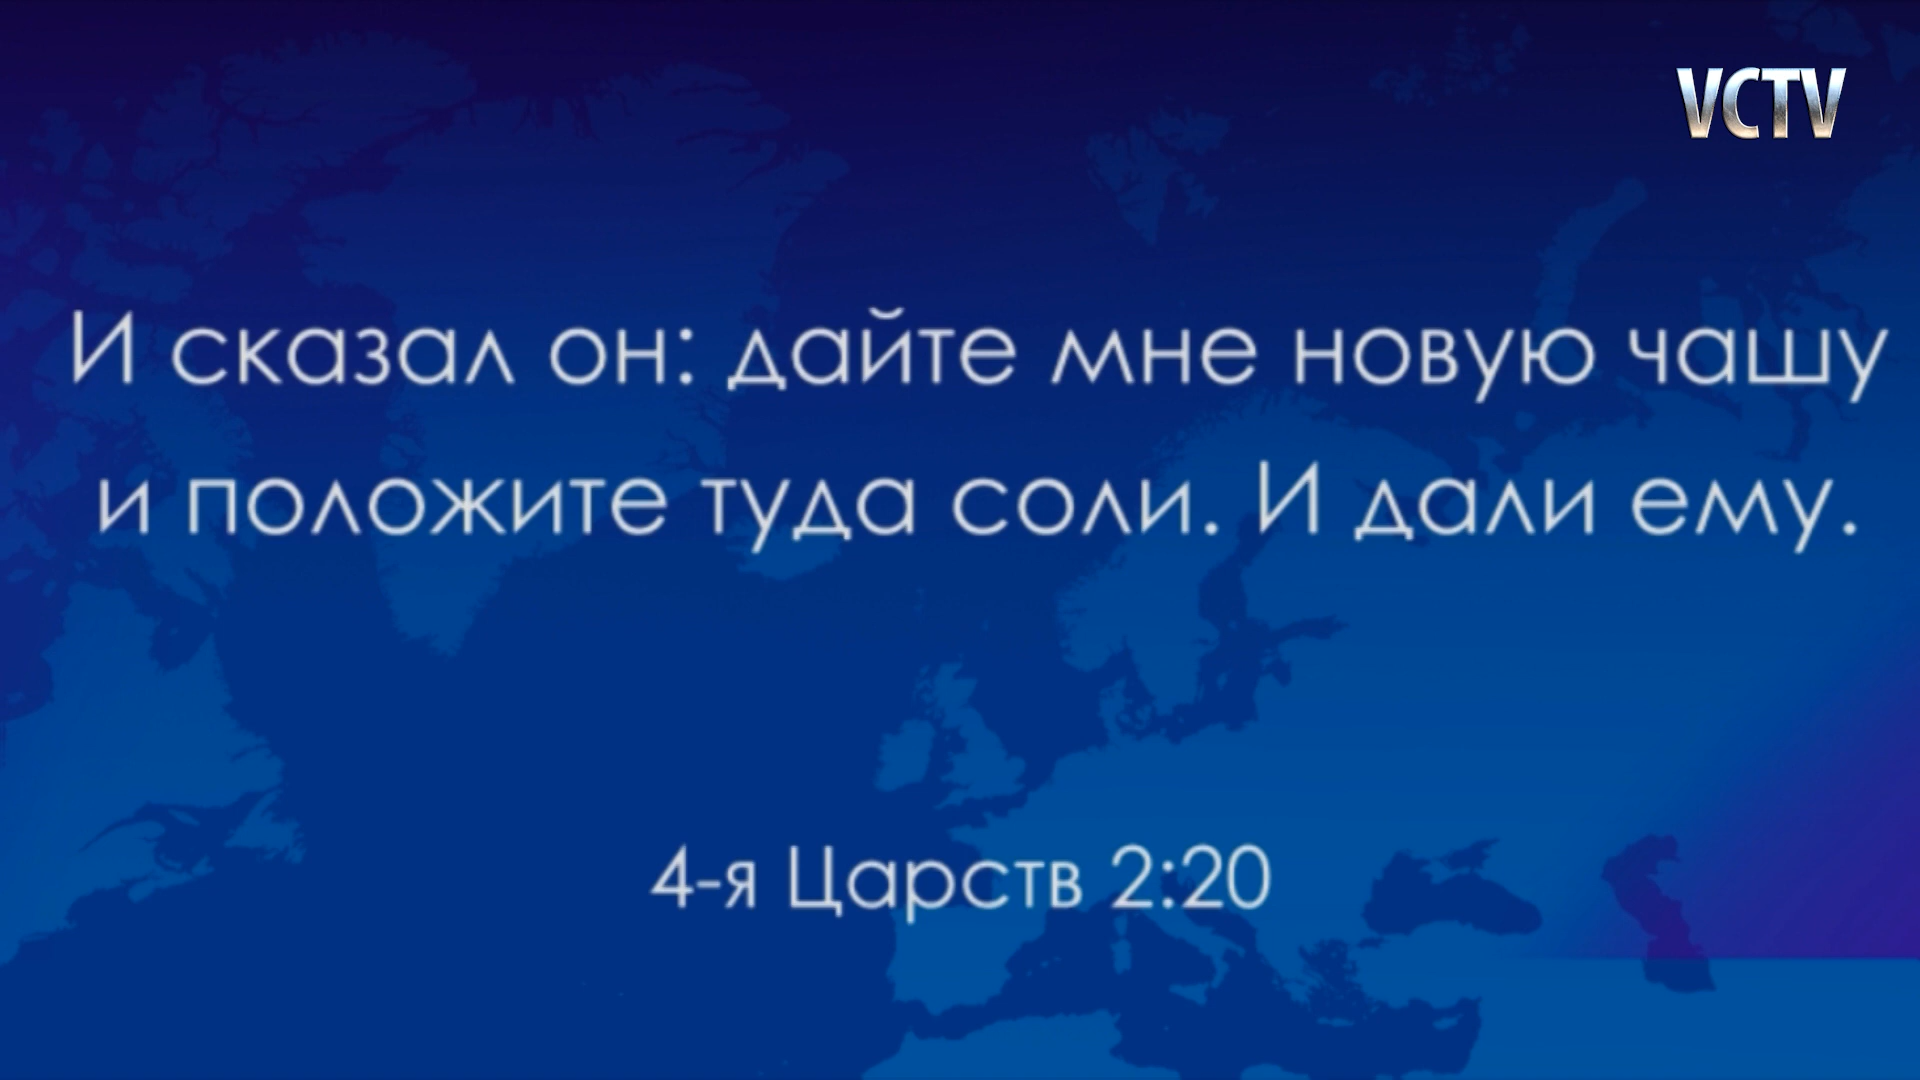 VCTV
И сказал он: дайте мне новую чашу
и положите туда соли. И дали ему.
4-я Царств 2:20